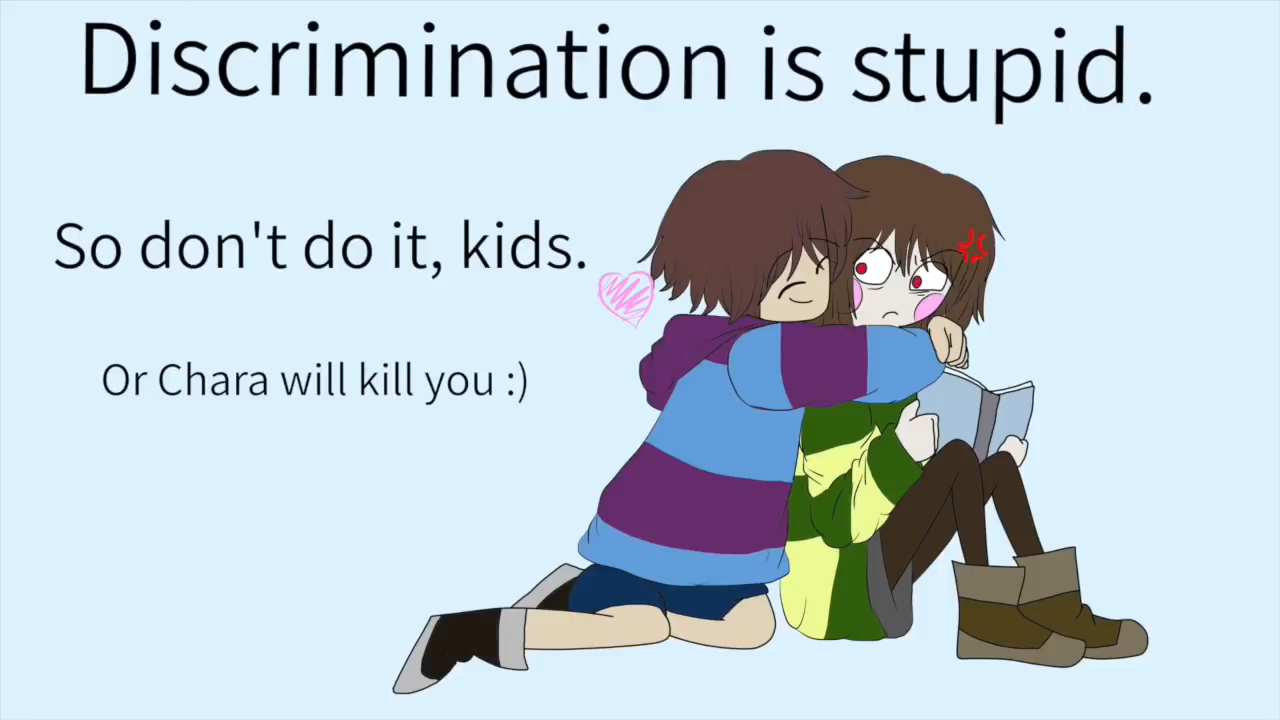 Discrimination is stupid.
So don't do it, kids.
Or Chara will kill you :)